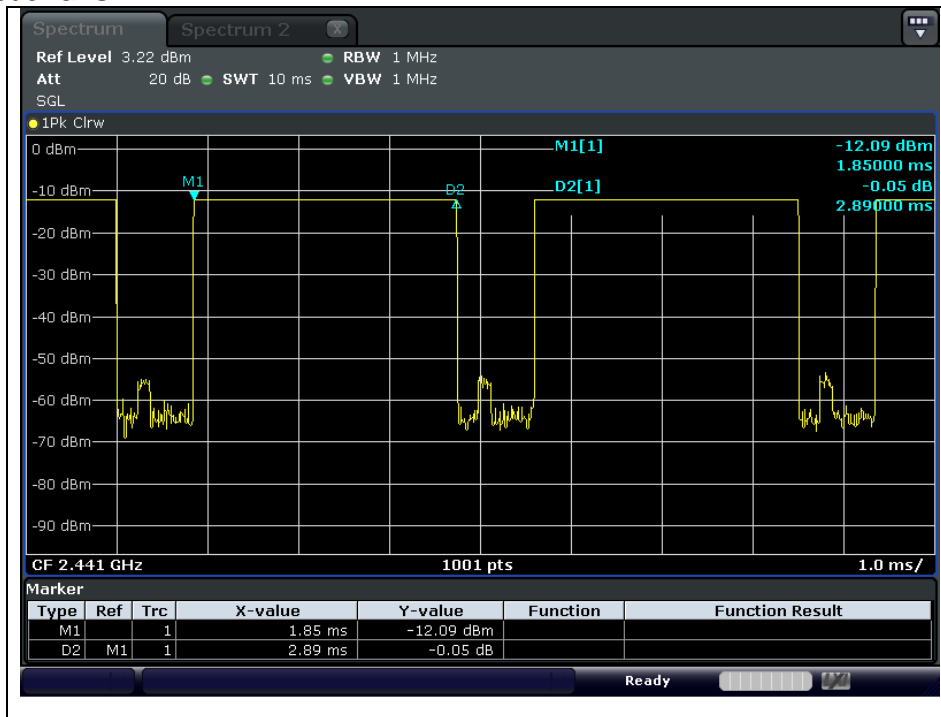 Spectrum Spectrum 2 X
Ref Level 3.22 dBm RBW 1 MHz
Att 20 dB SWT 10 ms VBW 1 MHz
SGL
1Pk Clrw
0 dBm
M1[1] -12.09 dBm
1.85000 ms
-10 dBm
M1
D2
D2[1] -0.05 dB
2.89000 ms
-20 dBm
-30 dBm
-40 dBm
-50 dBm
-60 dBm
-70 dBm
-80 dBm
-90 dBm
CF 2.441 GHz 1001 pts 1.0 ms/
Marker
Type Ref Trc X-value Y-value Function Function Result
M1 1 1.85 ms -12.09 dBm
D2 M1 1 2.89 ms -0.05 dB
Ready